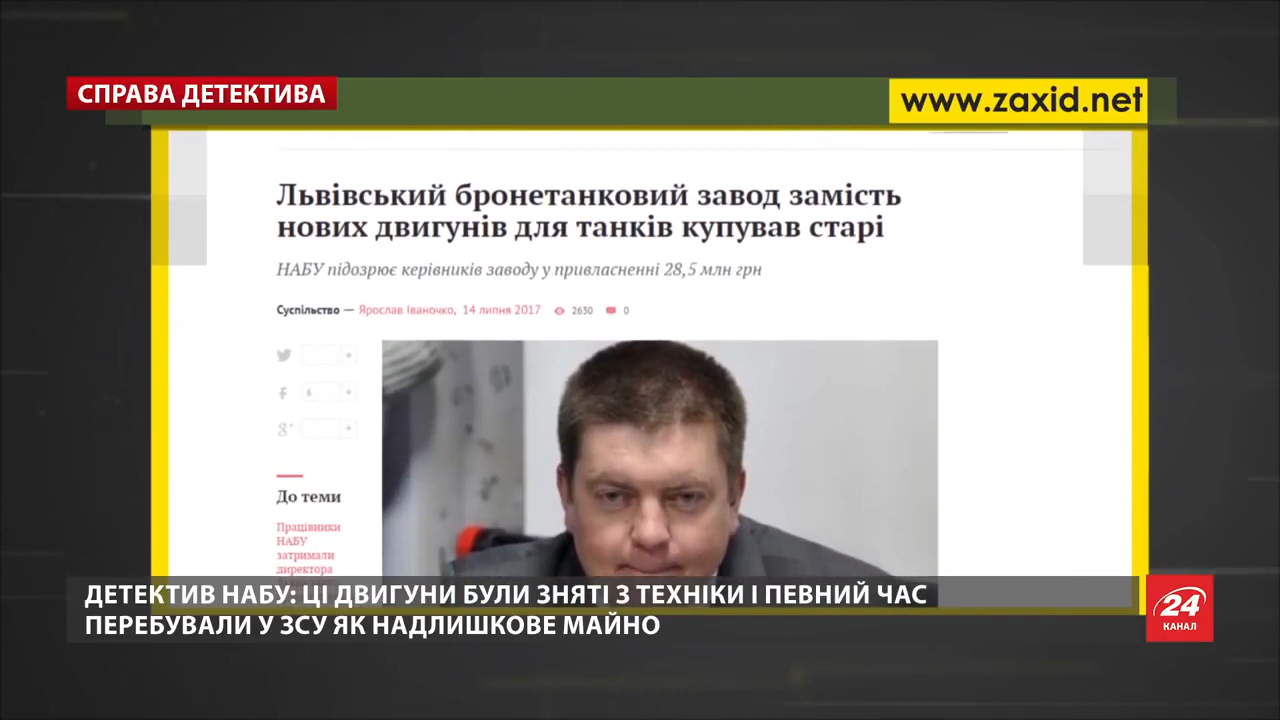 СПРАВА ДЕТЕКТИВА
www.zaxid.net
Львівський бронетанковий завод замість
нових двигунів для танків купував старі
НАБУ підозрює керівників заводу у привласненні 28,5 млн грн
Суспільство — Ярослав Іваночко, 14 липня 2017 2630 0
+
6 +
g+ +
До теми
Працівники
НАБУ
затримали
директора
ДЕТЕКТИВ НАБУ: ЦІ ДВИГУНИ БУЛИ ЗНЯТІ З ТЕХНІКИ І ПЕВНИЙ ЧАС
ПЕРЕБУВАЛИ У ЗСУ ЯК НАДЛИШКОВЕ МАЙНО
24
КАНАЛ